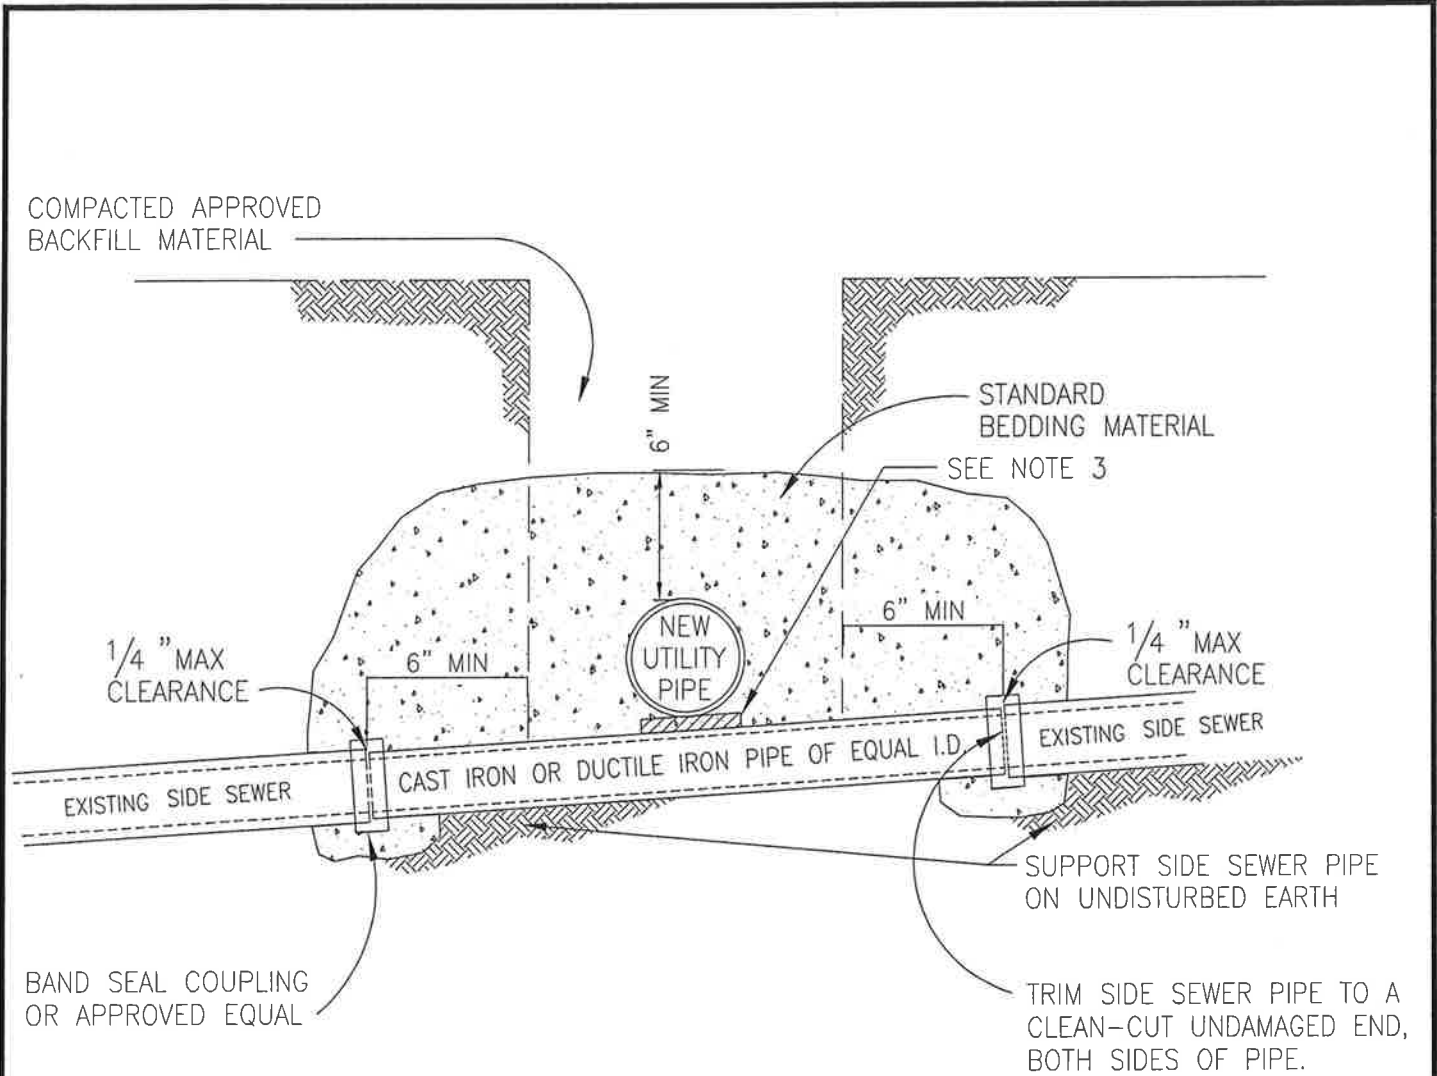 COMPACTED APPROVED
BACKFILL MATERIAL
6" MIN
STANDARD
BEDDING MATERIAL
SEE NOTE 3
6" MIN
1/4 "MAX
CLEARANCE
6" MIN
NEW
UTILITY
PIPE
1/4 "MAX
CLEARANCE
EXISTING SIDE SEWER
CAST IRON OR DUCTILE IRON PIPE OF EQUAL I.D.
EXISTING SIDE SEWER
SUPPORT SIDE SEWER PIPE
ON UNDISTURBED EARTH
BAND SEAL COUPLING
OR APPROVED EQUAL
TRIM SIDE SEWER PIPE TO A
CLEAN-CUT UNDAMAGED END,
BOTH SIDES OF PIPE.